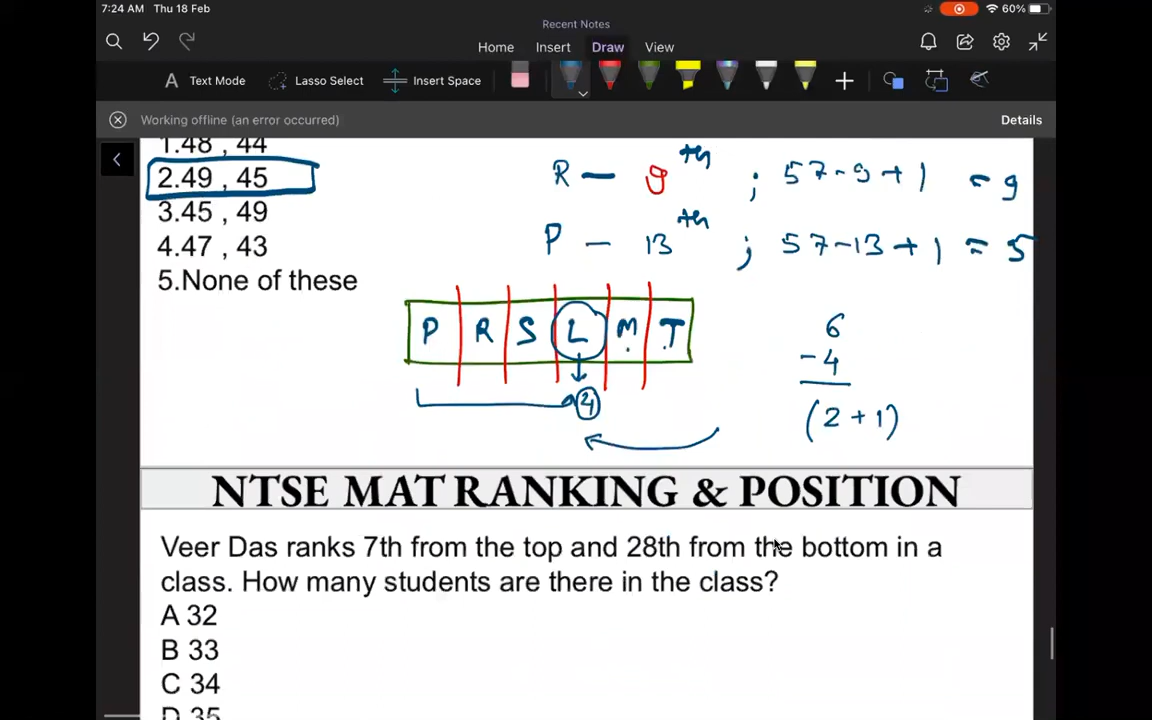 7:24 AM Thu 18 Feb
60%
Recent Notes
Home Insert Draw View
Text Mode Lasso Select Insert Space
Working offline (an error occurred)
Details
1.48 , 44
2.49 , 45
3.45 , 49
4.47 , 43
5.None of these
R — 9th ; 57-9+1 = 9
P — 13th ; 57-13+1 = 5
P R S L M T
4
6
-4
(2+1)
NTSE MAT RANKING & POSITION
Veer Das ranks 7th from the top and 28th from the bottom in a
class. How many students are there in the class?
A 32
B 33
C 34
D 35